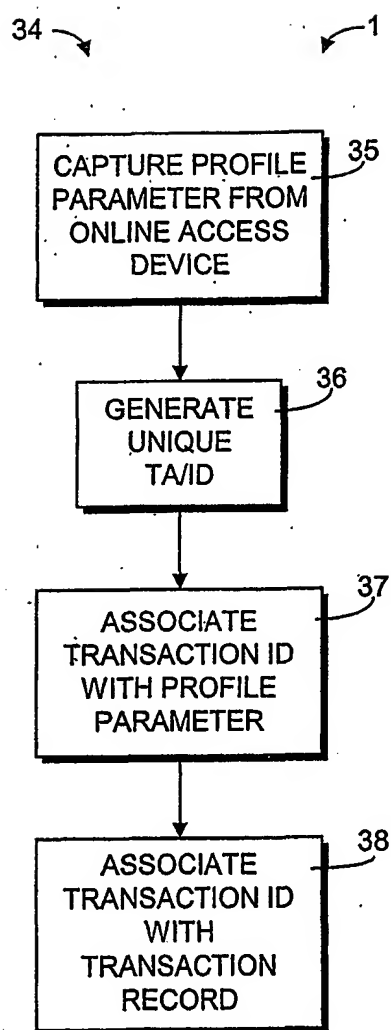 34
1
35
CAPTURE PROFILE
PARAMETER FROM
ONLINE ACCESS
DEVICE
36
GENERATE
UNIQUE
TA/ID
37
ASSOCIATE
TRANSACTION ID
WITH PROFILE
PARAMETER
38
ASSOCIATE
TRANSACTION ID
WITH
TRANSACTION
RECORD